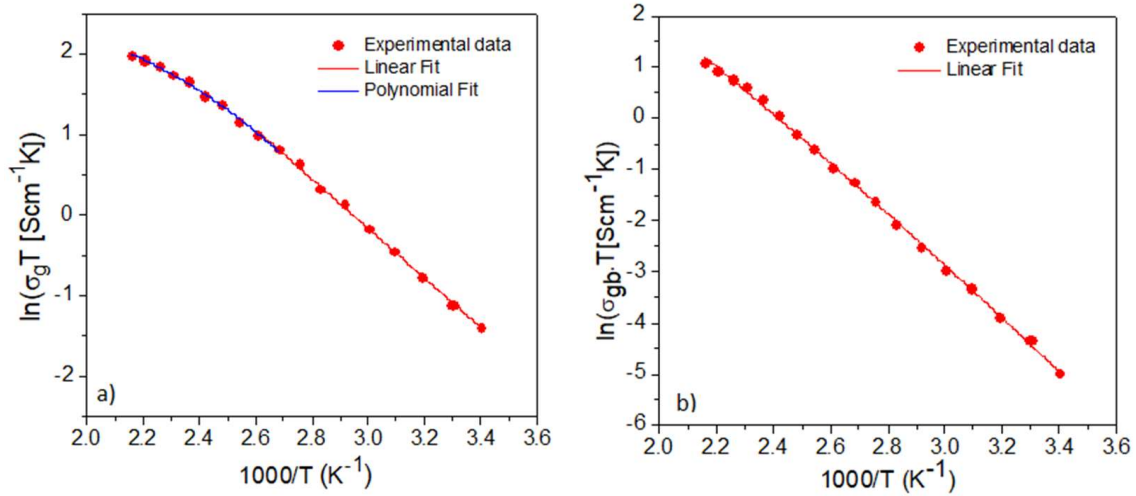 Experimental data
Linear Fit
Polynomial Fit
2
1
0
-1
-2
ln(σgT [Scm⁻¹K])
a)
2.0 2.2 2.4 2.6 2.8 3.0 3.2 3.4 3.6
1000/T (K⁻¹)
Experimental data
Linear Fit
2
1
0
-1
-2
-3
-4
-5
-6
ln(σgb.T[Scm⁻¹K])
b)
2.0 2.2 2.4 2.6 2.8 3.0 3.2 3.4 3.6
1000/T (K⁻¹)